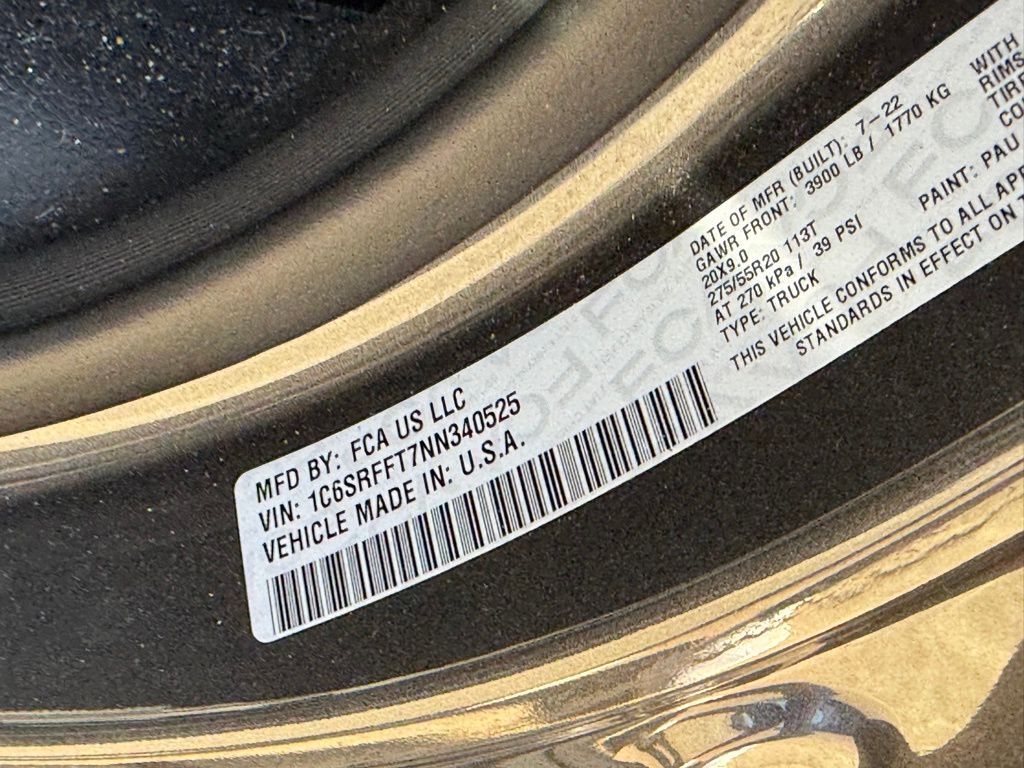 MFD BY: FCA US LLC
VIN: 1C6SRFFT7NN340525
VEHICLE MADE IN: U.S.A.
DATE OF MFR (BUILT): 7-22
GAWR FRONT: 3900 LB / 1770 KG WITH
20X9.0 RIMS
275/55R20 113T
AT 270 kPa / 39 PSI
TYPE: TRUCK PAINT: PAU
THIS VEHICLE CONFORMS TO ALL
STANDARDS IN EFFECT ON